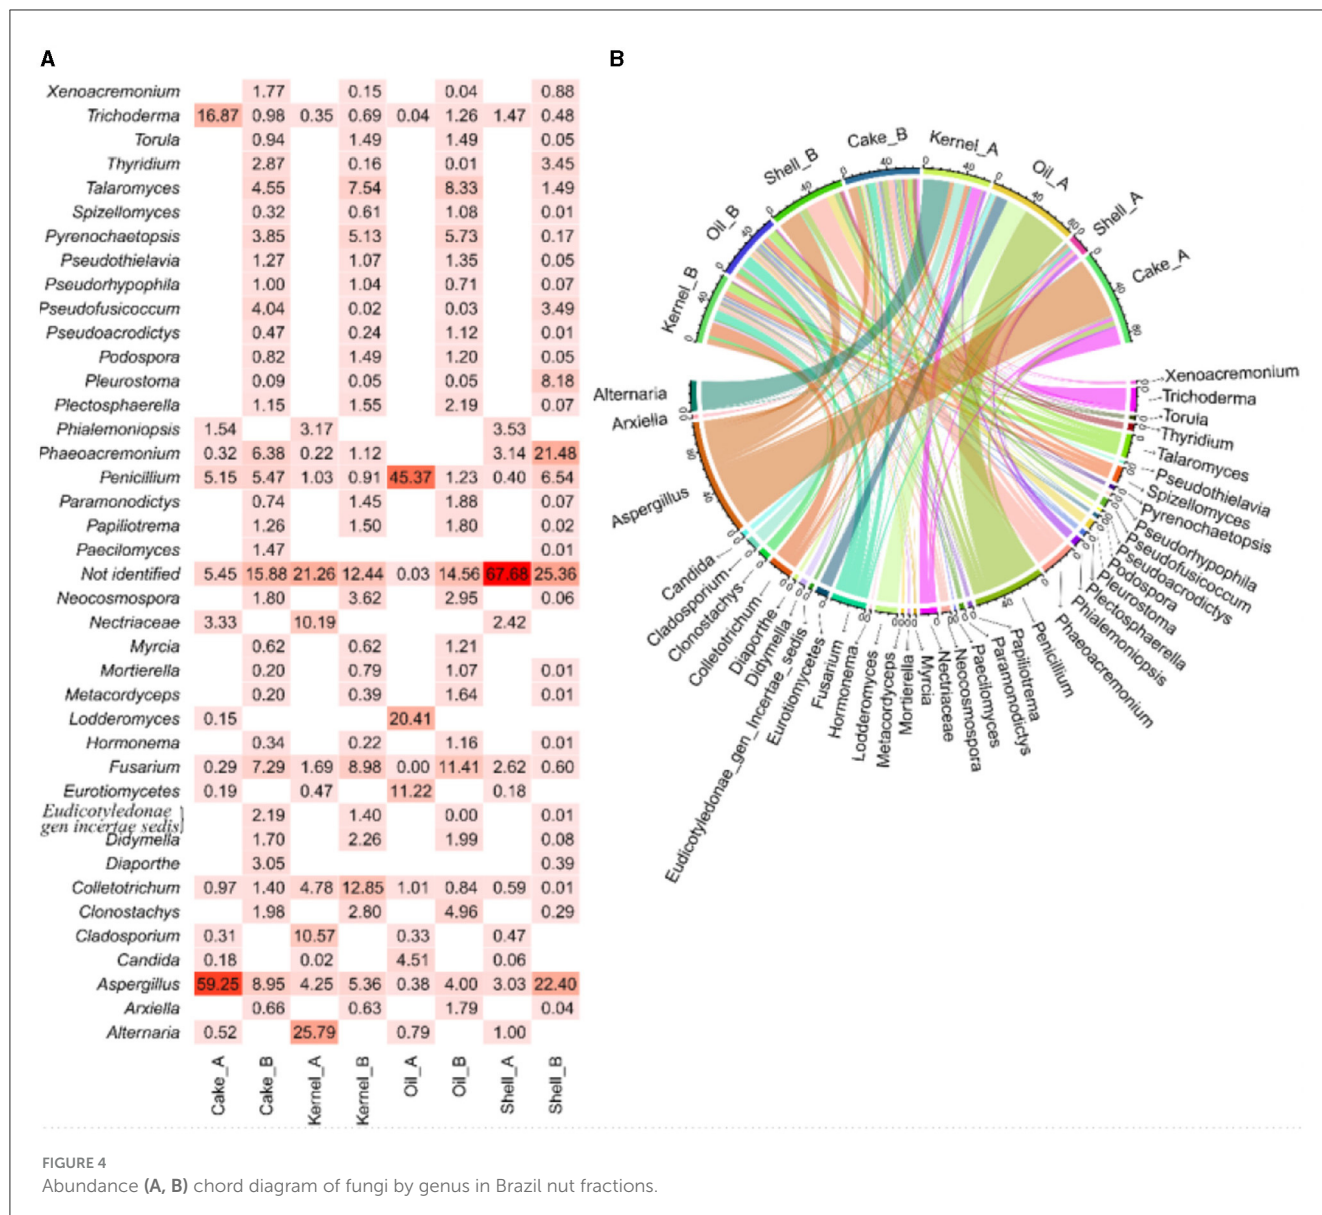 A
B
Xenoacremonium 1.77 0.15 0.04 0.88
Trichoderma 16.87 0.98 0.35 0.69 0.04 1.26 1.47 0.48
Torula 0.94 1.49 1.49 0.05
Thyridium 2.87 0.16 0.01 3.45
Talaromyces 4.55 7.54 8.33 1.49
Spizellomyces 0.32 0.61 1.08 0.01
Pyrenochaetopsis 3.85 5.13 5.73 0.17
Pseudothielavia 1.27 1.07 1.35 0.05
Pseudorhypophila 1.00 1.04 0.71 0.07
Pseudofusicoccum 4.04 0.02 0.03 3.49
Pseudoacrodictys 0.47 0.24 1.12 0.01
Podospora 0.82 1.49 1.20 0.05
Pleurostoma 0.09 0.05 0.05 8.18
Plectosphaerella 1.15 1.55 2.19 0.07
Phialemoniopsis 1.54 3.17 3.53
Phaeoacremonium 0.32 6.38 0.22 1.12 3.14 21.48
Penicillium 5.15 5.47 1.03 0.91 45.37 1.23 0.40 6.54
Paramonodictys 0.74 1.45 1.88 0.07
Papiliotrema 1.26 1.50 1.80 0.02
Paecilomyces 1.47 0.01
Not identified 5.45 15.88 21.26 12.44 0.03 14.56 67.68 25.36
Neocosmospora 1.80 3.62 2.95 0.06
Nectriaceae 3.33 10.19 2.42
Myrcia 0.62 0.62 1.21
Mortierella 0.20 0.79 1.07 0.01
Metacordyceps 0.20 0.39 1.64 0.01
Lodderomyces 0.15 20.41
Hormonema 0.34 0.22 1.16 0.01
Fusarium 0.29 7.29 1.69 8.98 0.00 11.41 2.62 0.60
Eurotiomycetes 0.19 0.47 11.22 0.18
Eudicotyledonae
gen incertae sedis} 2.19 1.40 0.00 0.01
Didymella 1.70 2.26 1.99 0.08
Diaporthe 3.05 0.39
Colletotrichum 0.97 1.40 4.78 12.85 1.01 0.84 0.59 0.01
Clonostachys 1.98 2.80 4.96 0.29
Cladosporium 0.31 10.57 0.33 0.47
Candida 0.18 0.02 4.51 0.06
Aspergillus 59.25 8.95 4.25 5.36 0.38 4.00 3.03 22.40
Arxiella 0.66 0.63 1.79 0.04
Alternaria 0.52 25.79 0.79 1.00
Cake_A Cake_B Kernel_A Kernel_B Oil_A Oil_B Shell_A Shell_B
Kernel_B
Oil_B
Shell_B
Cake_B
Kernel_A
Oil_A
Shell_A
Cake_A
Xenoacremonium
Trichoderma
Torula
Thyridium
Talaromyces
Pseudothielavia
Spizellomyces
Pyrenochaetopsis
Pseudorhypophila
Pseudofusicoccum
Pseudoacrodictys
Podospora
Pleurostoma
Plectosphaerella
Phialemoniopsis
Phaeoacremonium
Penicillium
Papiliotrema
Paramonodictys
Paecilomyces
Neocosmospora
Nectriaceae
Myrcia
Mortierella
Metacordyceps
Lodderomyces
Hormonema
Fusarium
Eurotiomycetes
Eudicotyledonae_gen_Incertae_sedis
Didymella
Diaporthe
Colletotrichum
Clonostachys
Cladosporium
Candida
Aspergillus
Arxiella
Alternaria
FIGURE 4
Abundance (A, B) chord diagram of fungi by genus in Brazil nut fractions.